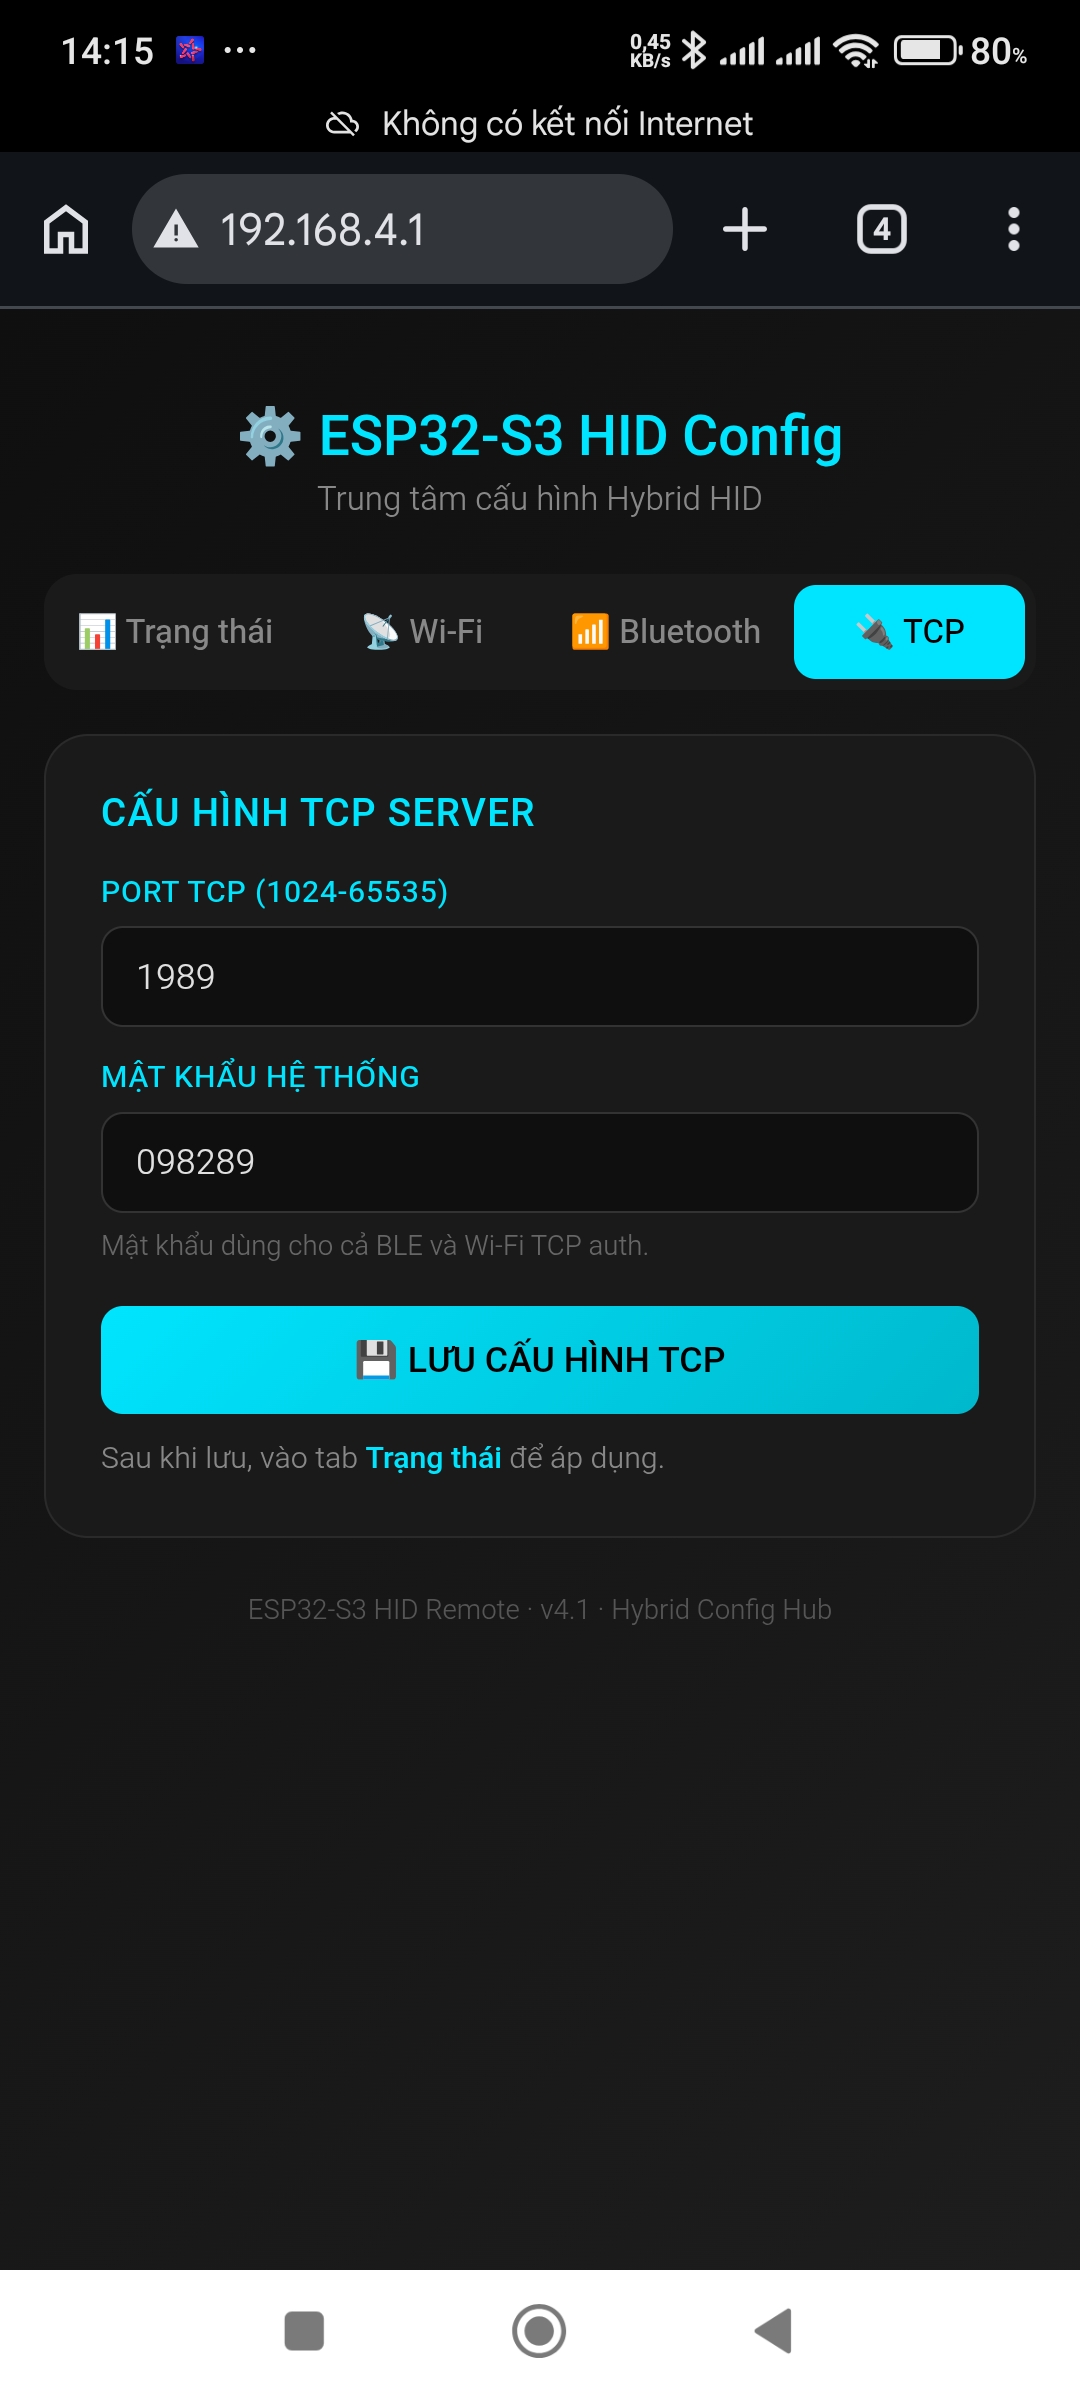 14:15 ... 0,45 KB/s 80%
Không có kết nối Internet
192.168.4.1 4
ESP32-S3 HID Config
Trung tâm cấu hình Hybrid HID
Trạng thái Wi-Fi Bluetooth TCP
CẤU HÌNH TCP SERVER
PORT TCP (1024-65535)
1989
MẬT KHẨU HỆ THỐNG
098289
Mật khẩu dùng cho cả BLE và Wi-Fi TCP auth.
LƯU CẤU HÌNH TCP
Sau khi lưu, vào tab Trạng thái để áp dụng.
ESP32-S3 HID Remote · v4.1 · Hybrid Config Hub